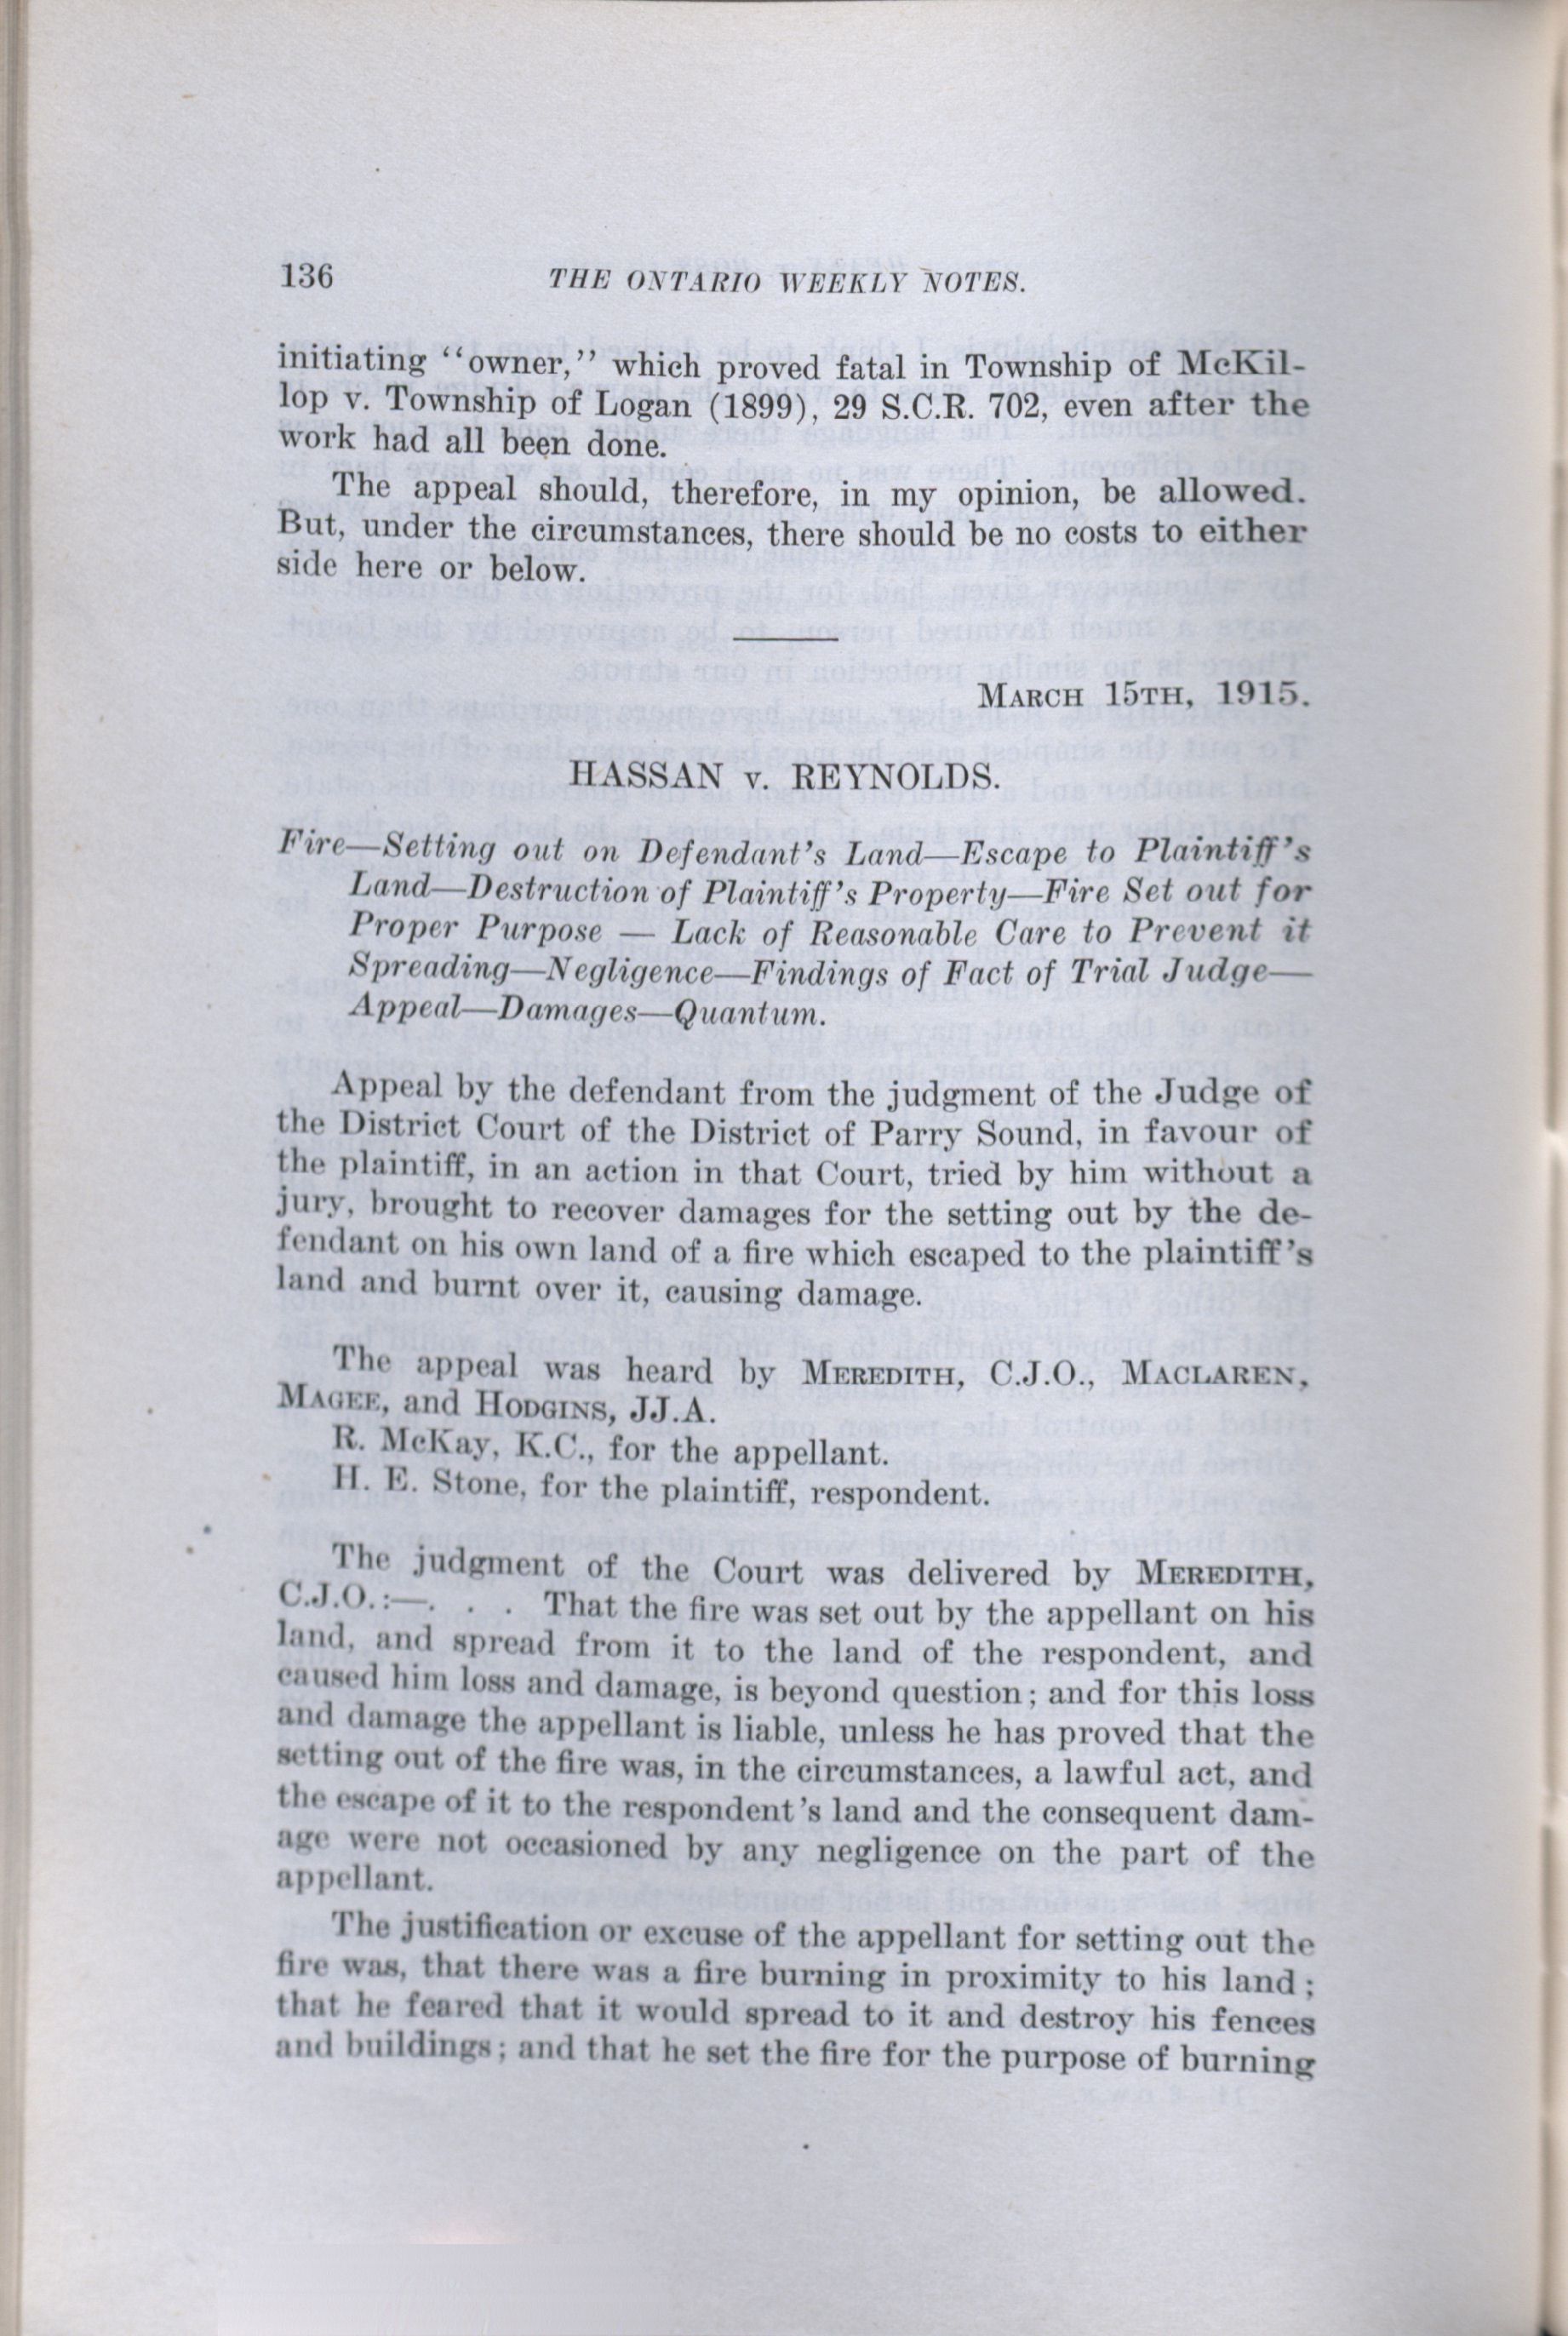 136 THE ONTARIO WEEKLY NOTES.
initiating "owner," which proved fatal in Township of McKil-
lop v. Township of Logan (1899), 29 S.C.R. 702, even after the
work had all been done.
The appeal should, therefore, in my opinion, be allowed.
But, under the circumstances, there should be no costs to either
side here or below.
March 15th, 1915.
HASSAN v. REYNOLDS.
Fire—Setting out on Defendant's Land—Escape to Plaintiff's
Land—Destruction of Plaintiff's Property—Fire Set out for
Proper Purpose — Lack of Reasonable Care to Prevent it
Spreading—Negligence—Findings of Fact of Trial Judge—
Appeal—Damages—Quantum.
Appeal by the defendant from the judgment of the Judge of
the District Court of the District of Parry Sound, in favour of
the plaintiff, in an action in that Court, tried by him without a
jury, brought to recover damages for the setting out by the de-
fendant on his own land of a fire which escaped to the plaintiff's
land and burnt over it, causing damage.
The appeal was heard by Meredith, C.J.O., Maclaren,
Magee, and Hodgins, JJ.A.
R. McKay, K.C., for the appellant.
H. E. Stone, for the plaintiff, respondent.
The judgment of the Court was delivered by Meredith,
C.J.O.:—. . . That the fire was set out by the appellant on his
land, and spread from it to the land of the respondent, and
caused him loss and damage, is beyond question; and for this loss
and damage the appellant is liable, unless he has proved that the
setting out of the fire was, in the circumstances, a lawful act, and
the escape of it to the respondent's land and the consequent dam-
age were not occasioned by any negligence on the part of the
appellant.
The justification or excuse of the appellant for setting out the
fire was, that there was a fire burning in proximity to his land;
that he feared that it would spread to it and destroy his fences
and buildings; and that he set the fire for the purpose of burning